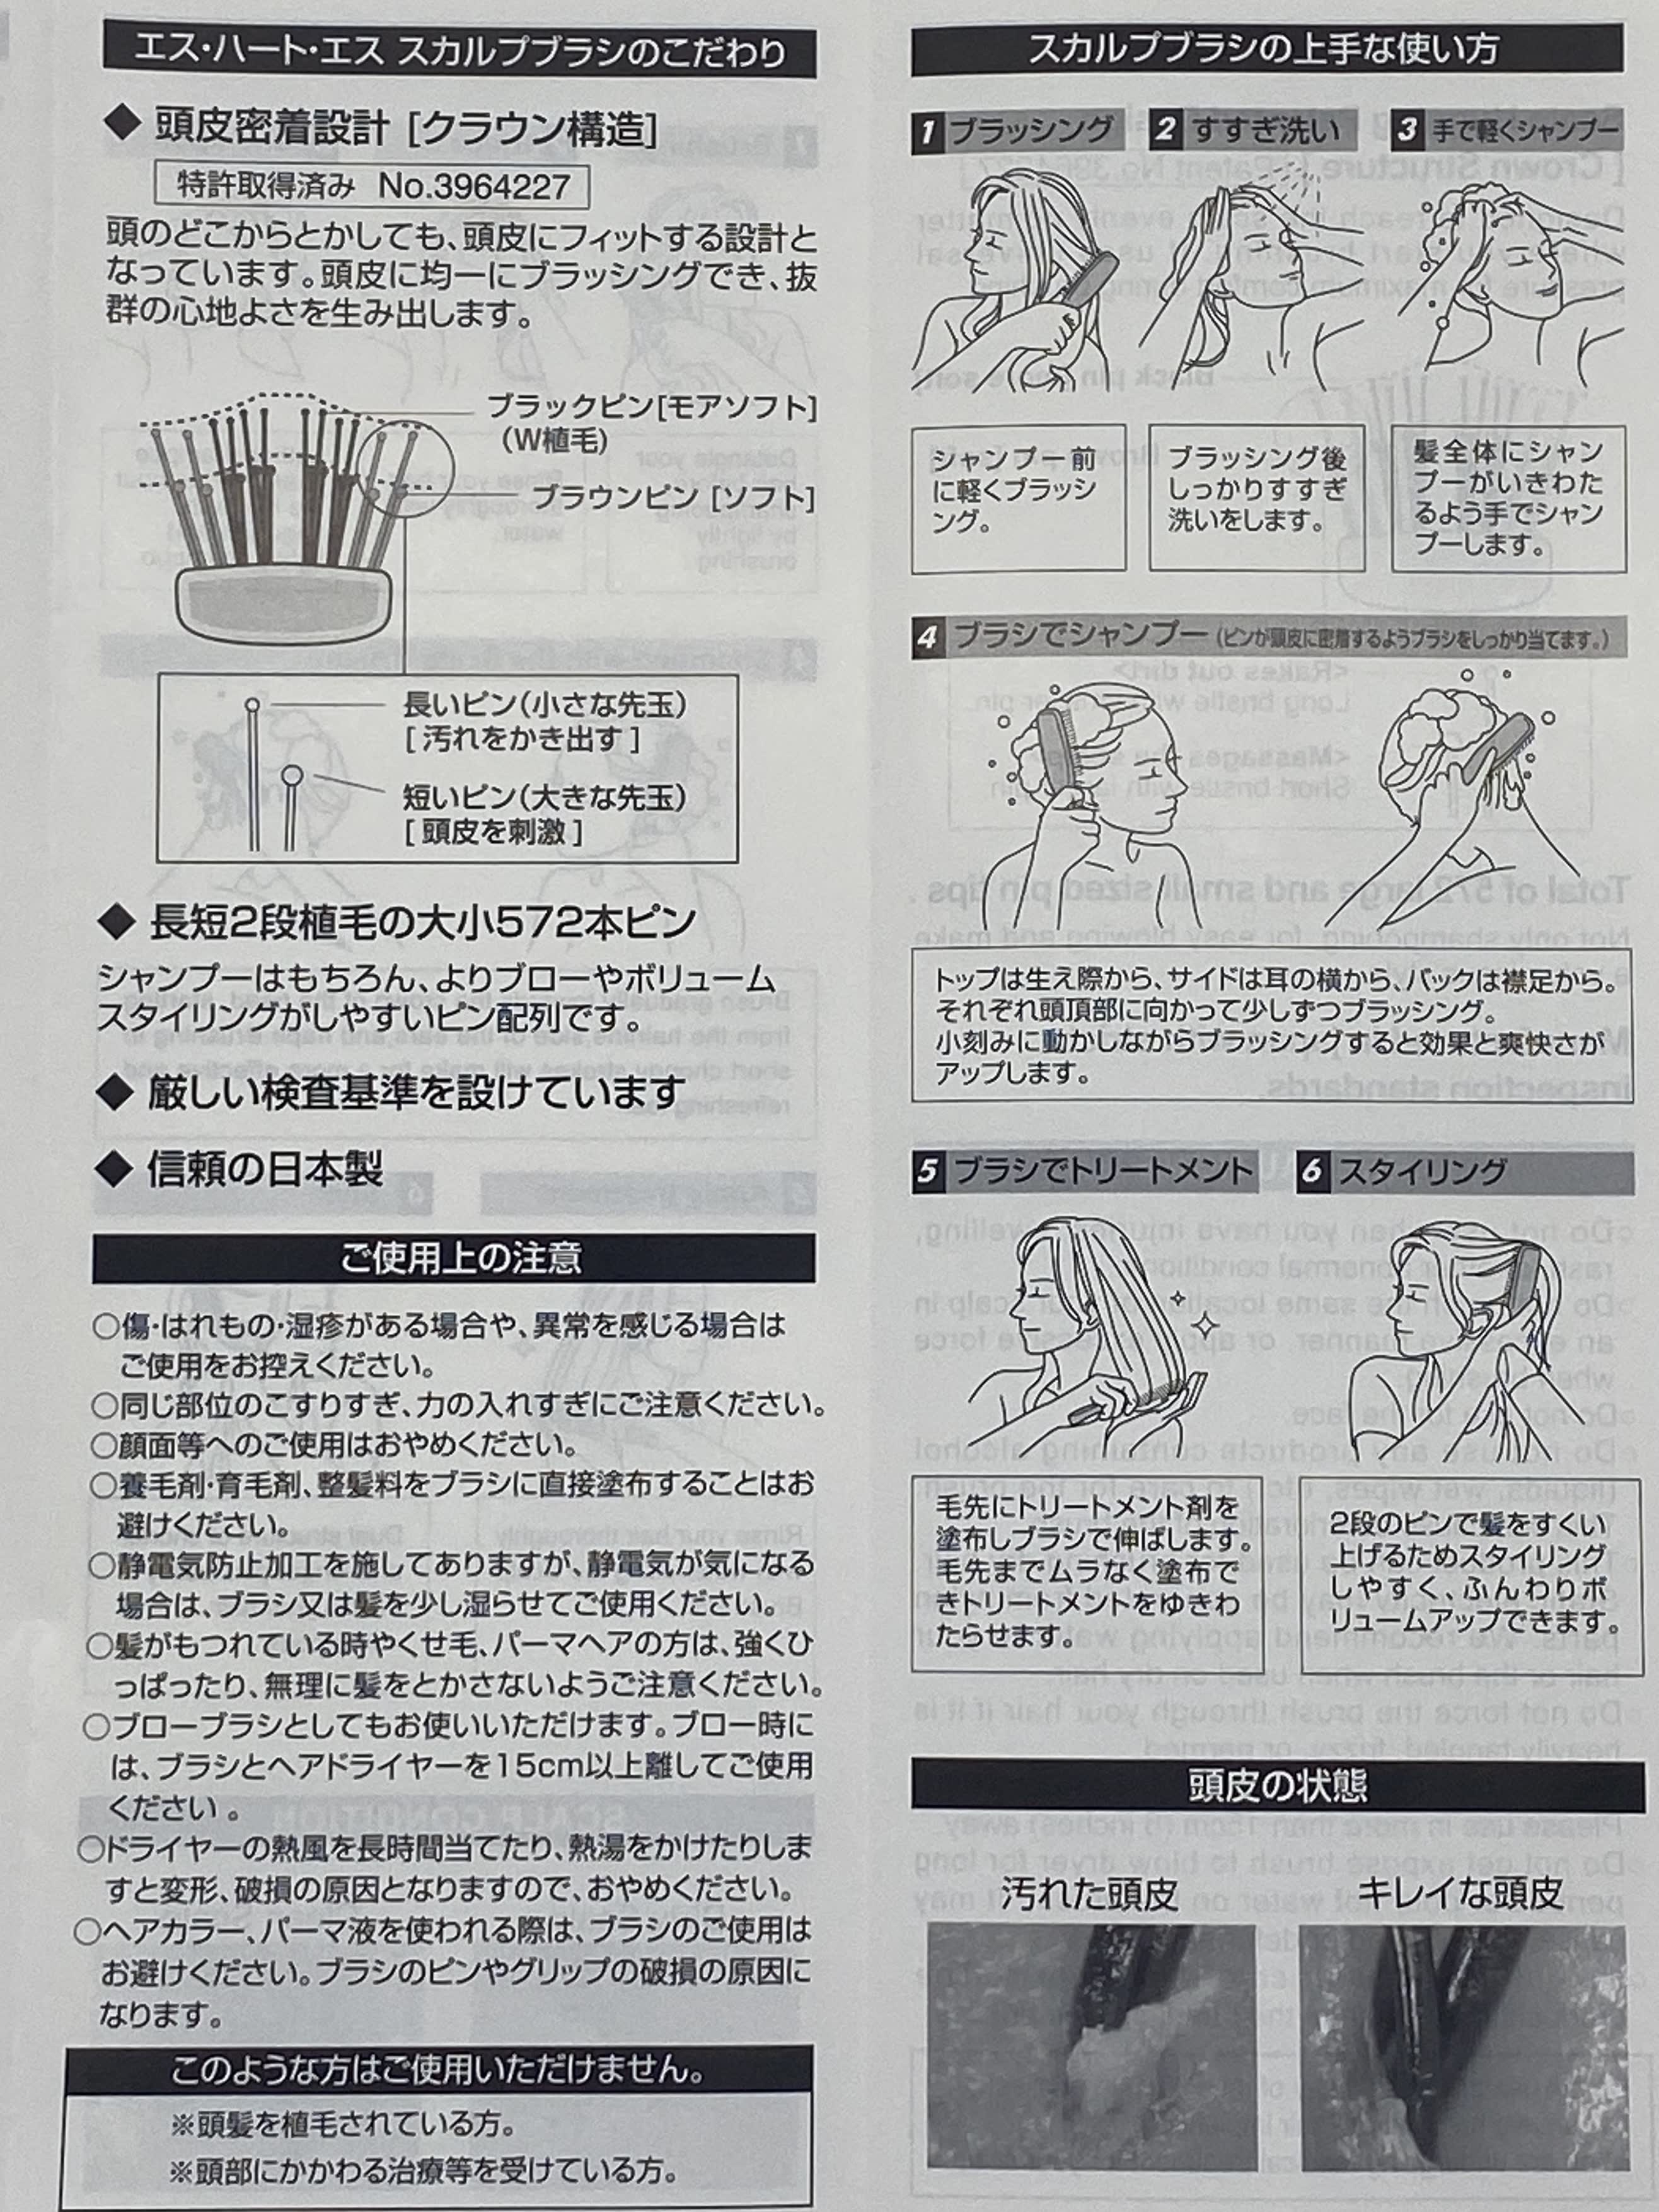 エス・ハート・エス スカルプブラシのこだわり
◆ 頭皮密着設計 [クラウン構造]
特許取得済み No.3964227
頭のどこからとかしても、頭皮にフィットする設計と
なっています。頭皮に均一にブラッシングでき、抜
群の心地よさを生み出します。
ブラックピン[モアソフト]
(W植毛)
ブラウンピン [ソフト]
長いピン(小さな先玉)
[ 汚れをかき出す ]
短いピン(大きな先玉)
[ 頭皮を刺激 ]
◆ 長短2段植毛の大小572本ピン
シャンプーはもちろん、よりブローやボリューム
スタイリングがしやすいピン配列です。
◆ 厳しい検査基準を設けています
◆ 信頼の日本製
ご使用上の注意
○傷・はれもの・湿疹がある場合や、異常を感じる場合は
ご使用をお控えください。
○同じ部位のこすりすぎ、力の入れすぎにご注意ください。
○顔面等へのご使用はおやめください。
○養毛剤・育毛剤、整髪料をブラシに直接塗布することはお
避けください。
○静電気防止加工を施してありますが、静電気が気になる
場合は、ブラシ又は髪を少し湿らせてご使用ください。
○髪がもつれている時やくせ毛、パーマヘアの方は、強くひ
っぱったり、無理に髪をとかさないようご注意ください。
○ブローブラシとしてもお使いいただけます。ブロー時に
は、ブラシとヘアドライヤーを15cm以上離してご使用
ください 。
○ドライヤーの熱風を長時間当てたり、熱湯をかけたりしま
すと変形、破損の原因となりますので、おやめください。
○ヘアカラー、パーマ液を使われる際は、ブラシのご使用は
お避けください。ブラシのピンやグリップの破損の原因に
なります。
このような方はご使用いただけません。
※頭髪を植毛されている方。
※頭部にかかわる治療等を受けている方。
スカルプブラシの上手な使い方
1 ブラッシング
2 すすぎ洗い
3 手で軽くシャンプー
シャンプー前
に軽くブラッシ
ング。
ブラッシング後
しっかりすすぎ
洗いをします。
髪全体にシャン
プーがいきわた
るよう手でシャン
プーします。
4 ブラシでシャンプー (ピンが頭皮に密着するようブラシをしっかり当てます。)
トップは生え際から、サイドは耳の横から、バックは襟足から。
それぞれ頭頂部に向かって少しずつブラッシング。
小刻みに動かしながらブラッシングすると効果と爽快さが
アップします。
5 ブラシでトリートメント
6 スタイリング
毛先にトリートメント剤を
塗布しブラシで伸ばします。
毛先までムラなく塗布で
きトリートメントをゆきわ
たらせます。
2段のピンで髪をすくい
上げるためスタイリング
しやすく、ふんわりボ
リュームアップできます。
頭皮の状態
汚れた頭皮
キレイな頭皮